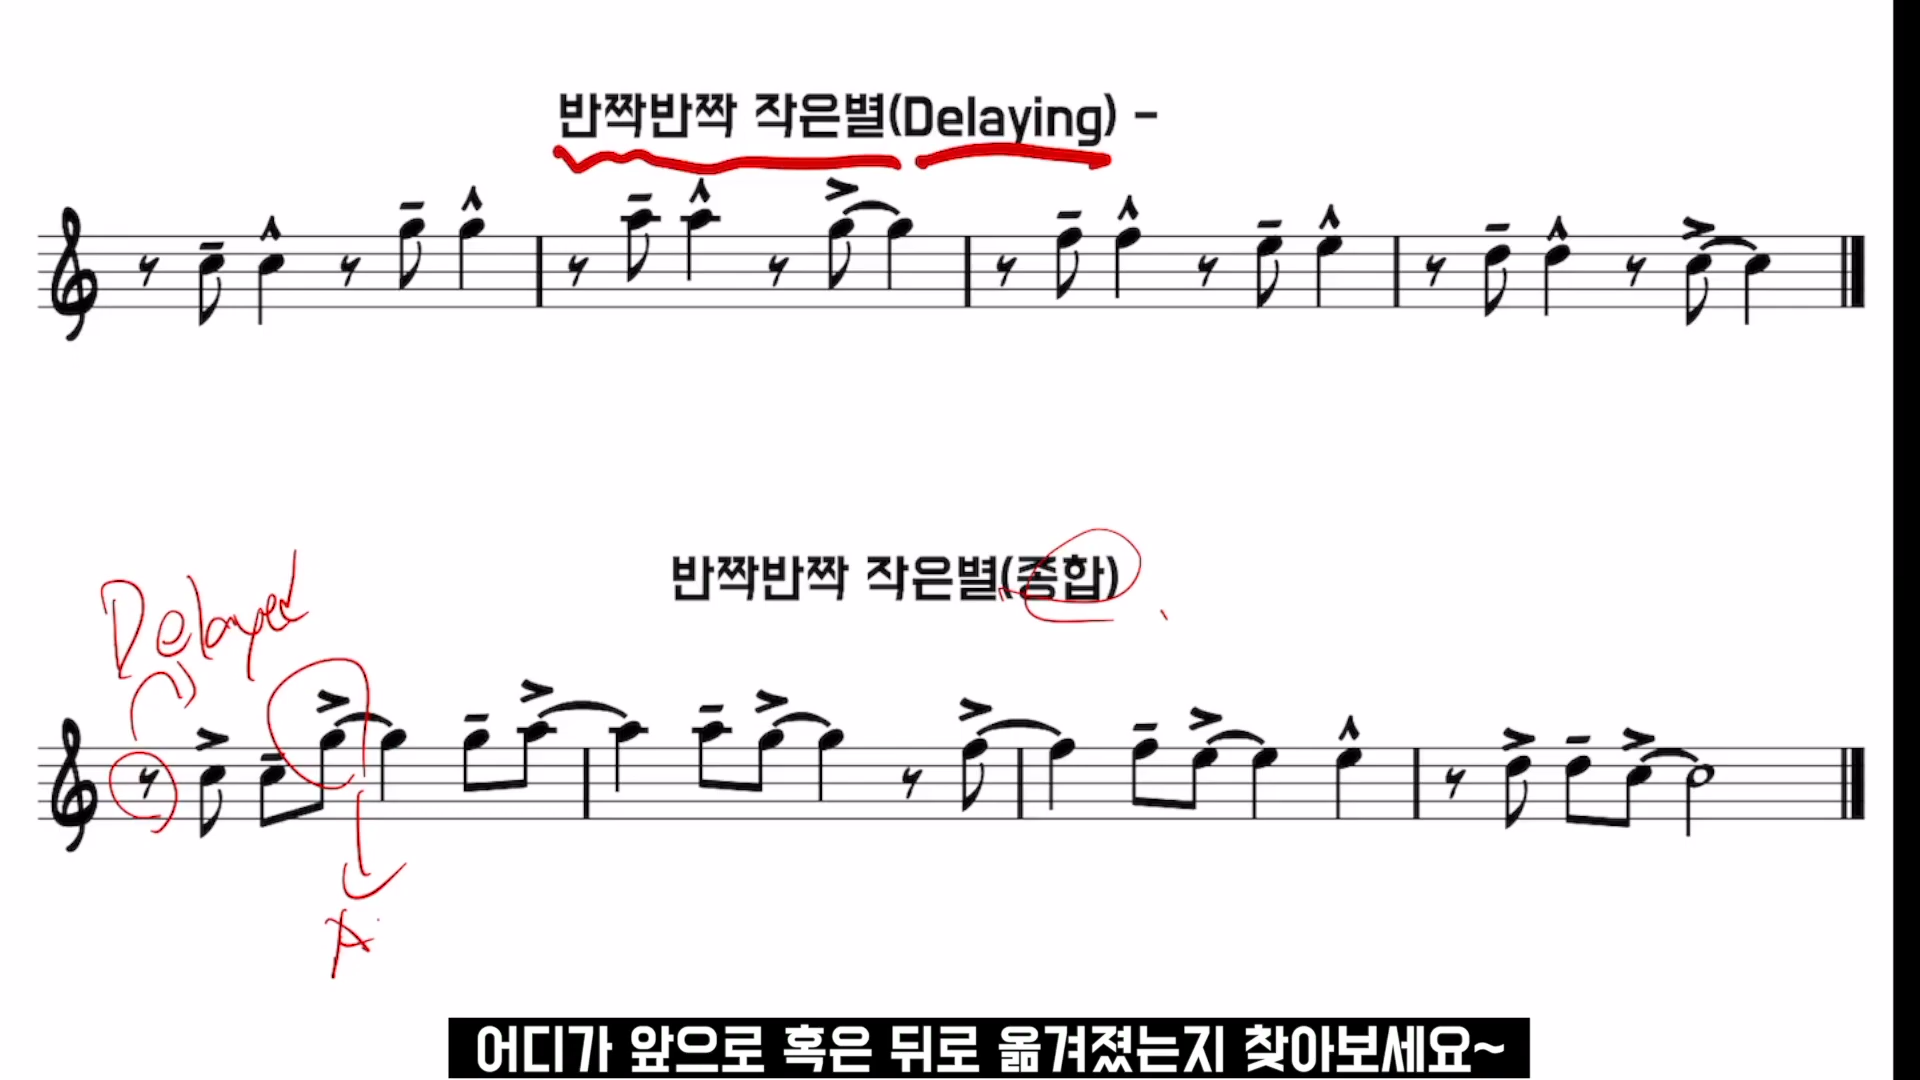 반짝반짝 작은별(Delaying) -
반짝반짝 작은별(종합)
Delayed
A
어디가 앞으로 혹은 뒤로 옮겨졌는지 찾아보세요~